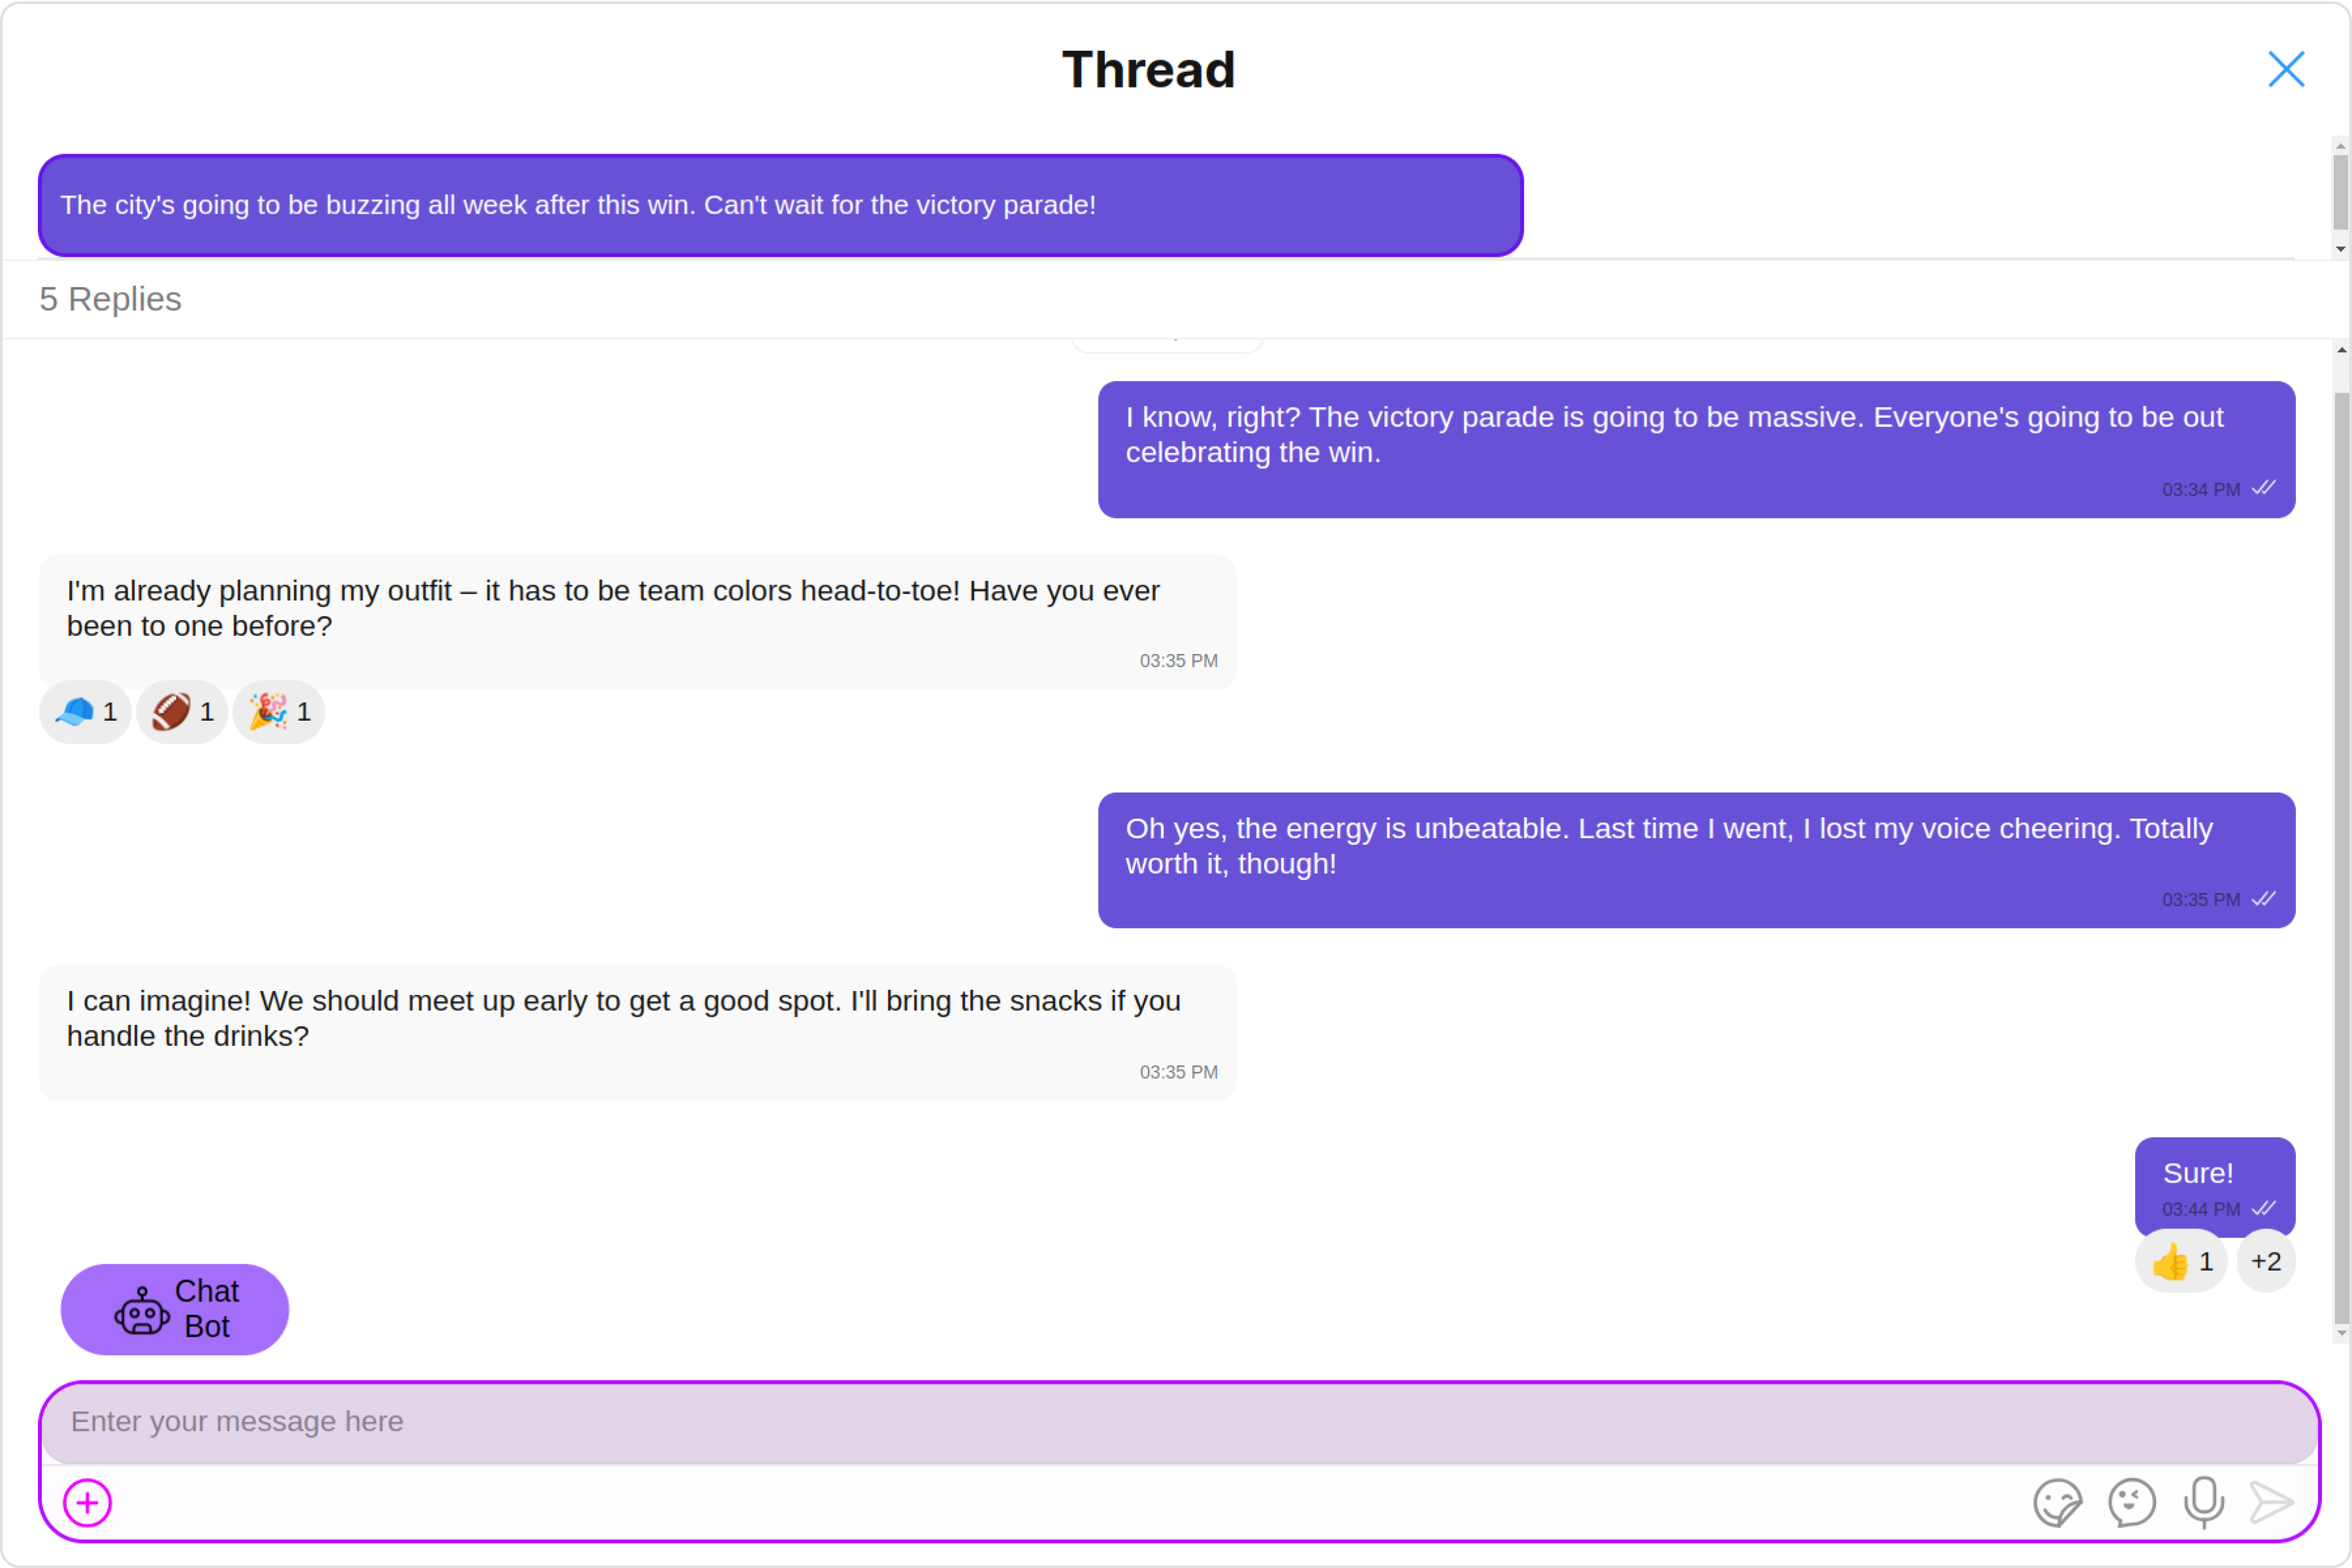 Thread
The city's going to be buzzing all week after this win. Can't wait for the victory parade!
5 Replies
I know, right? The victory parade is going to be massive. Everyone's going to be out
celebrating the win.
03:34 PM
I'm already planning my outfit – it has to be team colors head-to-toe! Have you ever
been to one before?
03:35 PM
1 1 1
Oh yes, the energy is unbeatable. Last time I went, I lost my voice cheering. Totally
worth it, though!
03:35 PM
I can imagine! We should meet up early to get a good spot. I'll bring the snacks if you
handle the drinks?
03:35 PM
Sure!
03:44 PM
1 +2
Chat
Bot
Enter your message here